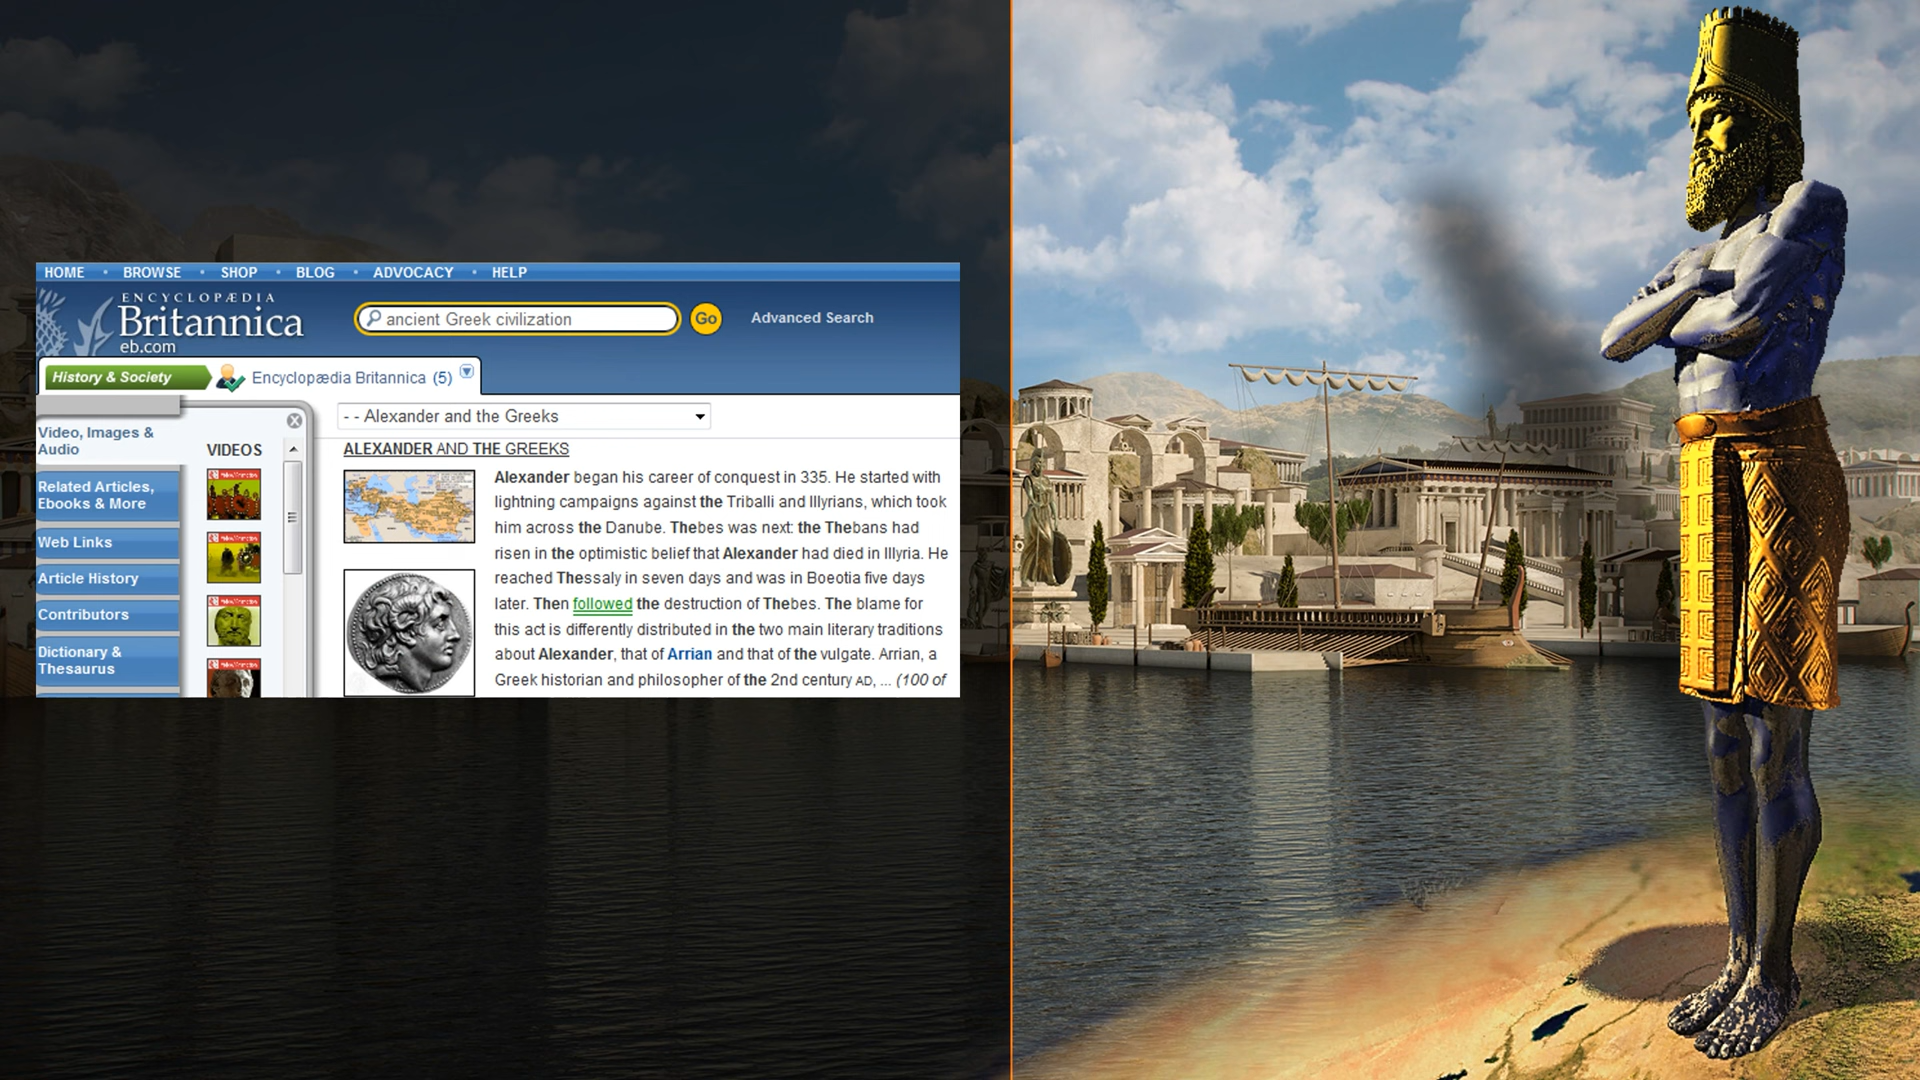 HOME • BROWSE • SHOP • BLOG • ADVOCACY • HELP
ENCYCLOPÆDIA
Britannica
eb.com
ancient Greek civilization
Go
Advanced Search
History & Society
Encyclopædia Britannica (5)
Video, Images &
Audio
Related Articles,
Ebooks & More
Web Links
Article History
Contributors
Dictionary &
Thesaurus
VIDEOS
- - Alexander and the Greeks
ALEXANDER AND THE GREEKS
Alexander began his career of conquest in 335. He started with
lightning campaigns against the Triballi and Illyrians, which took
him across the Danube. Thebes was next: the Thebans had
risen in the optimistic belief that Alexander had died in Illyria. He
reached Thessaly in seven days and was in Boeotia five days
later. Then followed the destruction of Thebes. The blame for
this act is differently distributed in the two main literary traditions
about Alexander, that of Arrian and that of the vulgate. Arrian, a
Greek historian and philosopher of the 2nd century AD, ... (100 of